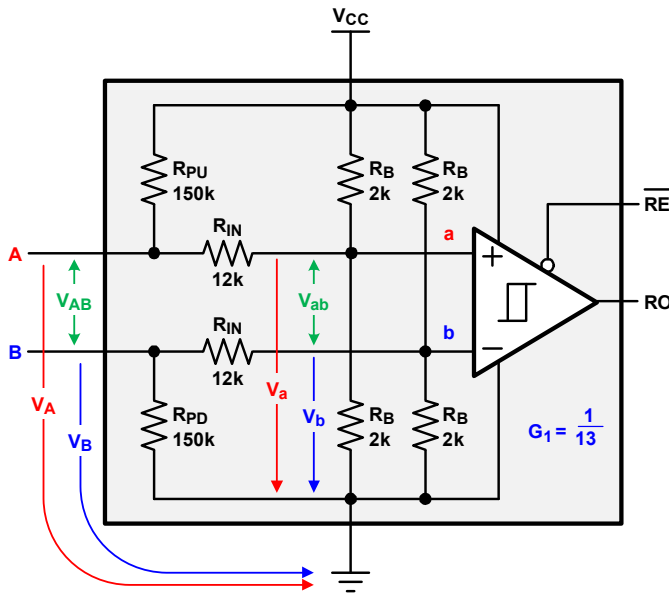 VCC
RPU
150k
RB
2k
RB
2k
RE
RIN
12k
A
a
VAB
Vab
RO
B
b
RIN
12k
VA
VB
RPD
150k
Va
Vb
RB
2k
RB
2k
G1 = 1/13